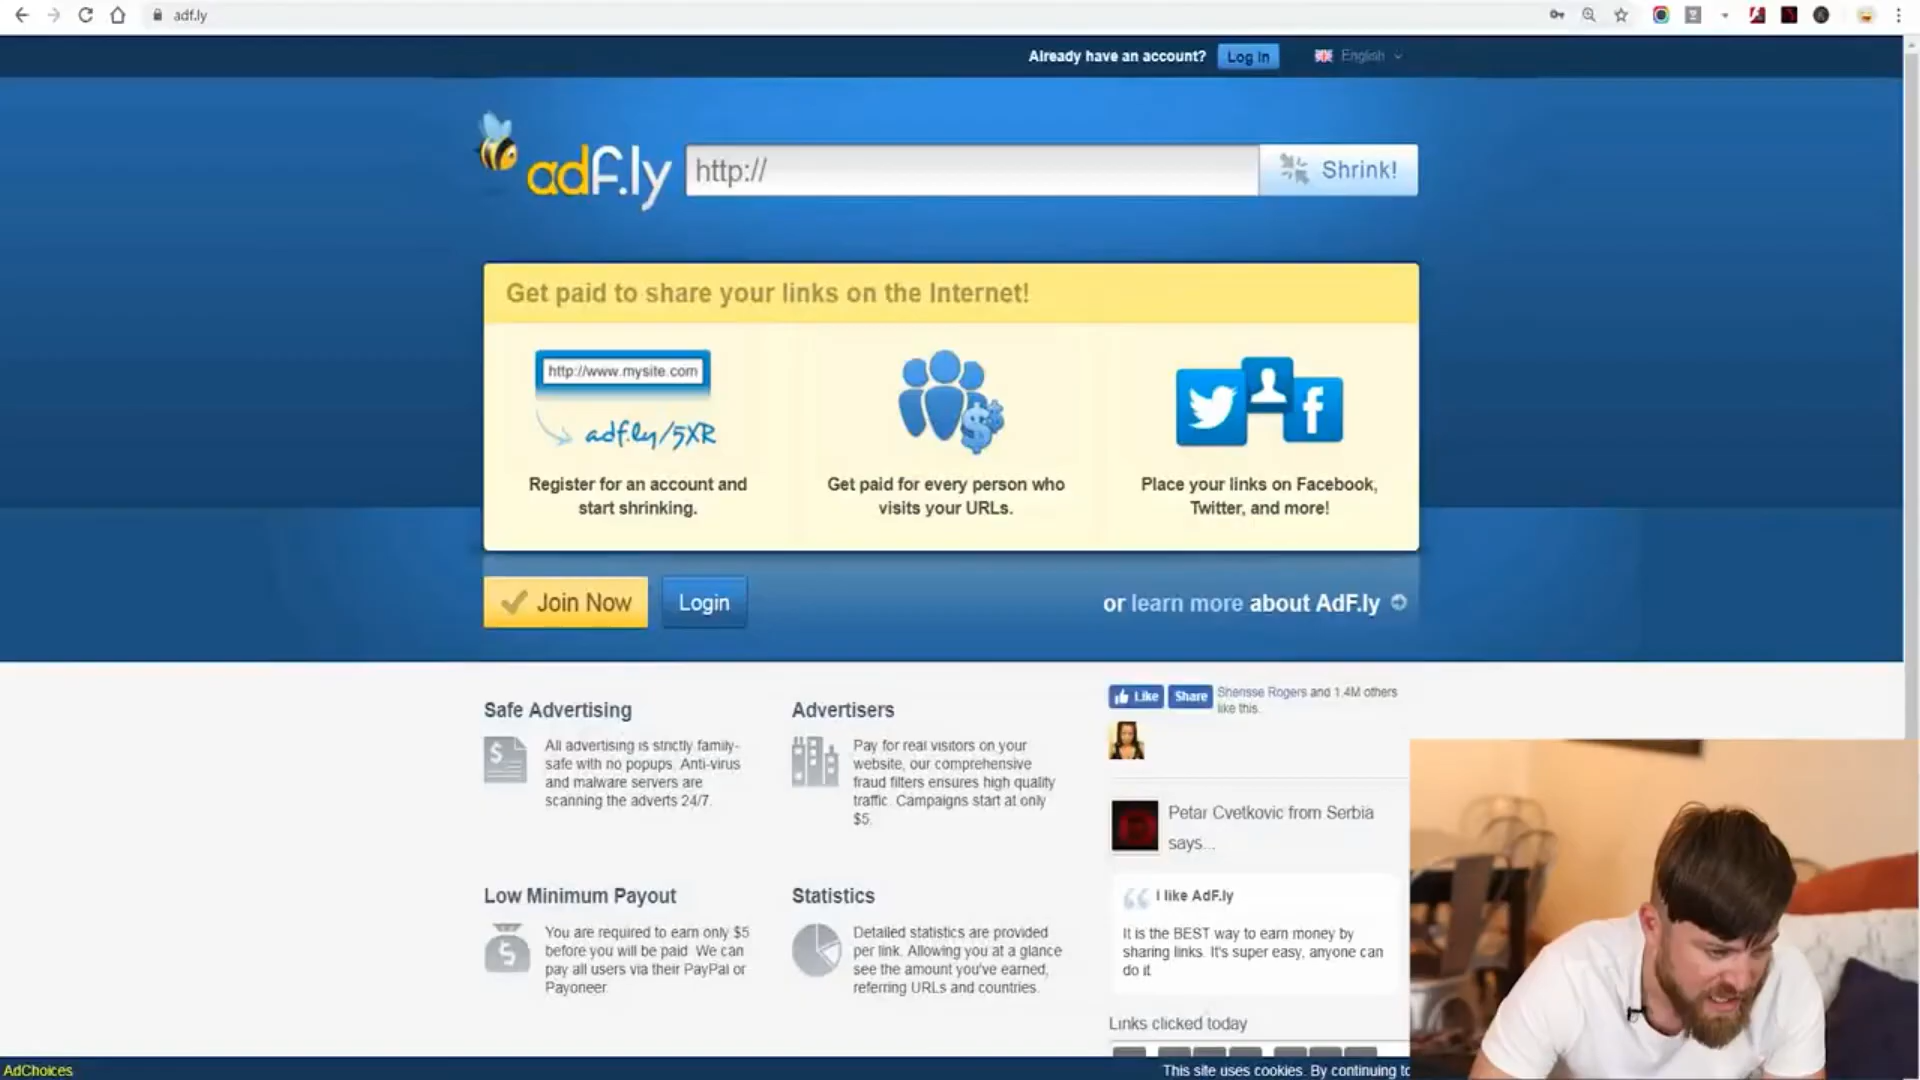 adf.ly
Already have an account?
Log in
English
adf.ly
http://
Shrink!
Get paid to share your links on the Internet!
http://www.mysite.com
adf.ly/5XR
Register for an account and
start shrinking.
Get paid for every person who
visits your URLs.
Place your links on Facebook,
Twitter, and more!
Join Now
Login
or learn more about AdF.ly
Safe Advertising
All advertising is strictly family-
safe with no popups. Anti-virus
and malware servers are
scanning the adverts 24/7.
Advertisers
Pay for real visitors on your
website, our comprehensive
fraud filters ensures high quality
traffic. Campaigns start at only
$5.
Like
Share
Shensse Rogers and 1.4M others
like this.
Petar Cvetkovic from Serbia
says...
I like AdF.ly
It is the BEST way to earn money by
sharing links. It's super easy, anyone can
do it
Low Minimum Payout
You are required to earn only $5
before you will be paid. We can
pay all users via their PayPal or
Payoneer.
Statistics
Detailed statistics are provided
per link. Allowing you at a glance
see the amount you've earned,
referring URLs and countries.
Links clicked today
AdChoices
This site uses cookies. By continuing to